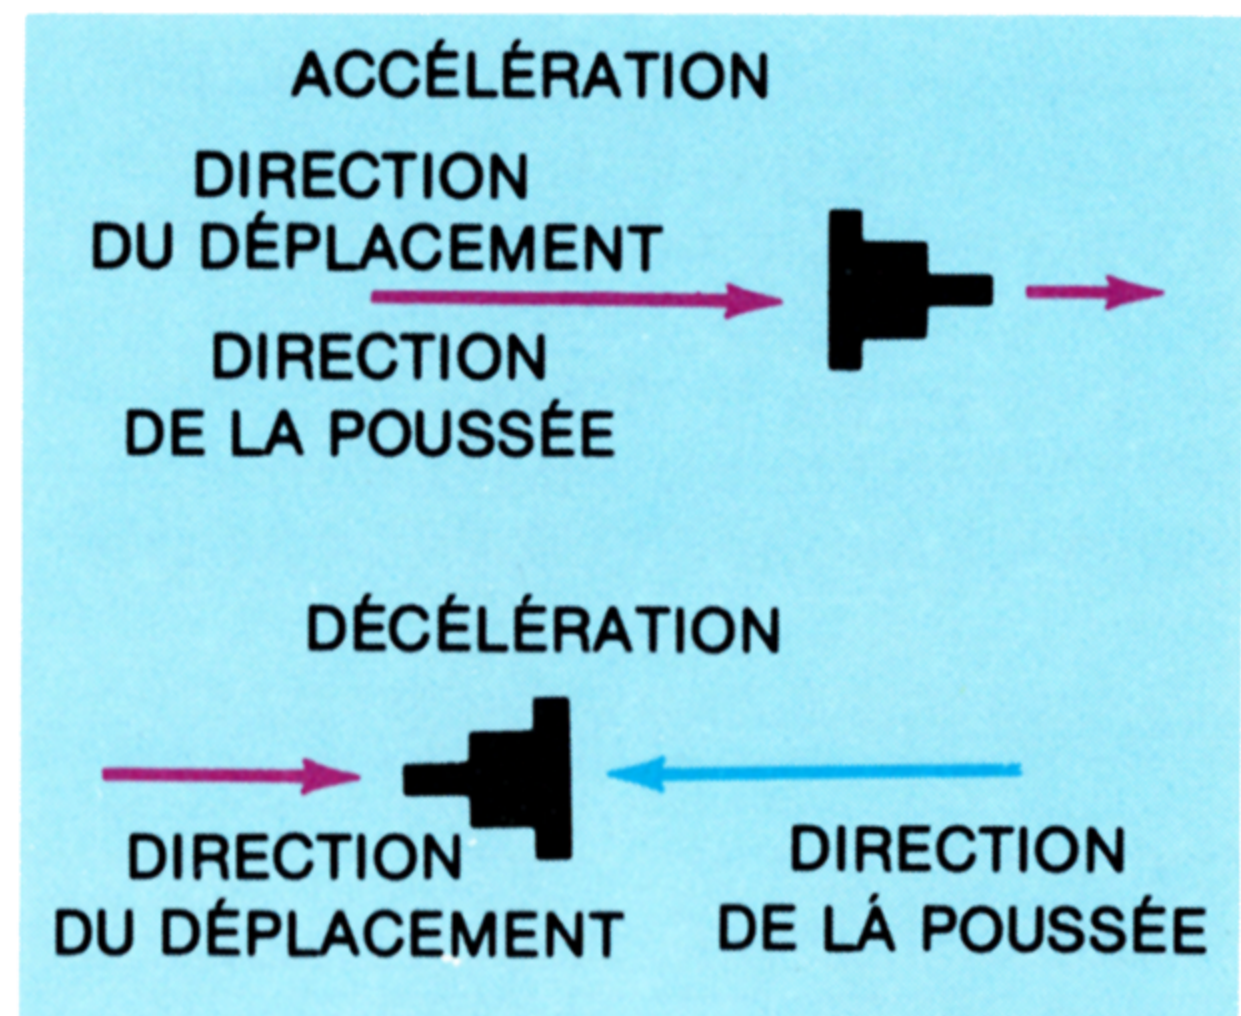 ACCÉLÉRATION
DIRECTION
DU DÉPLACEMENT
DIRECTION
DE LA POUSSÉE
DÉCÉLÉRATION
DIRECTION
DU DÉPLACEMENT
DIRECTION
DE LÁ POUSSÉE